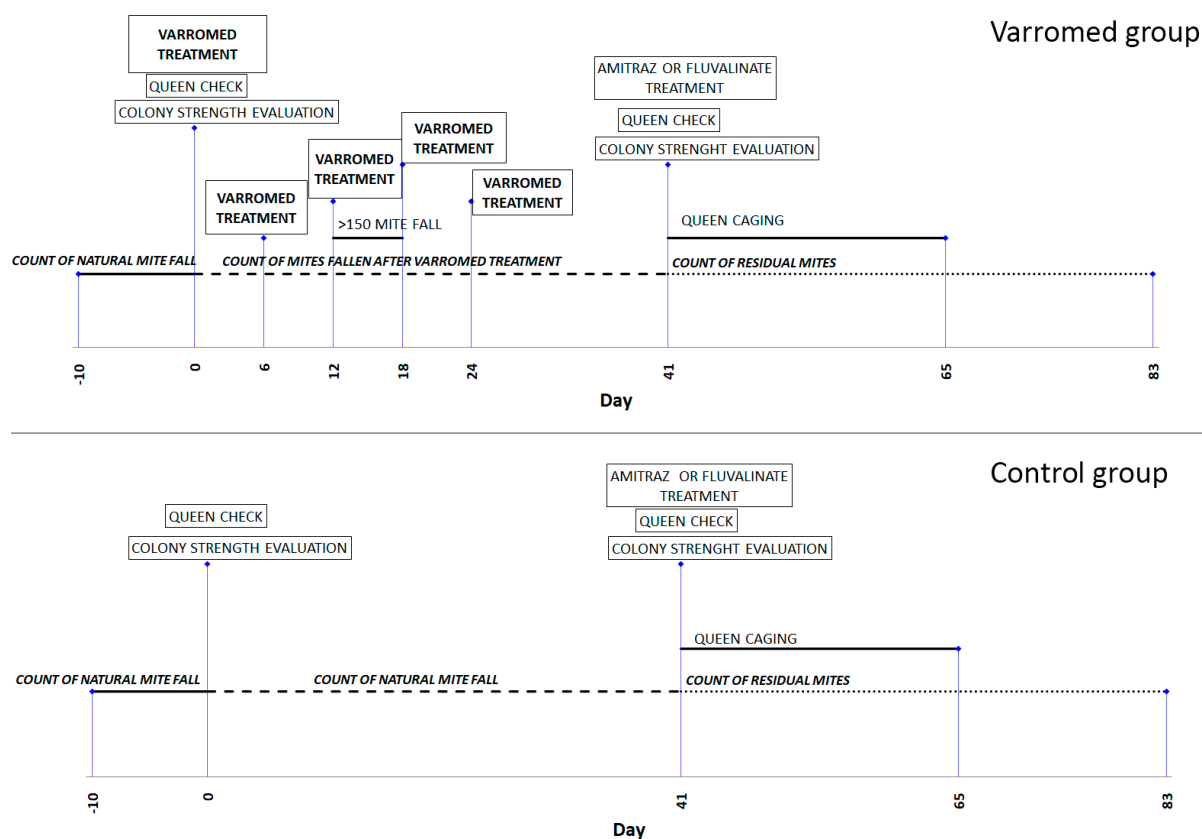 Varromed group
VARROMED
TREATMENT
QUEEN CHECK
COLONY STRENGTH EVALUATION
VARROMED
TREATMENT
VARROMED
TREATMENT
VARROMED
TREATMENT
VARROMED
TREATMENT
>150 MITE FALL
AMITRAZ OR FLUVALINATE
TREATMENT
QUEEN CHECK
COLONY STRENGHT EVALUATION
QUEEN CAGING
COUNT OF NATURAL MITE FALL
COUNT OF MITES FALLEN AFTER VARROMED TREATMENT
COUNT OF RESIDUAL MITES
-10
0
6
12
18
24
41
65
83
Day
Control group
QUEEN CHECK
COLONY STRENGTH EVALUATION
AMITRAZ OR FLUVALINATE
TREATMENT
QUEEN CHECK
COLONY STRENGHT EVALUATION
QUEEN CAGING
COUNT OF NATURAL MITE FALL
COUNT OF NATURAL MITE FALL
COUNT OF RESIDUAL MITES
-10
0
41
65
83
Day